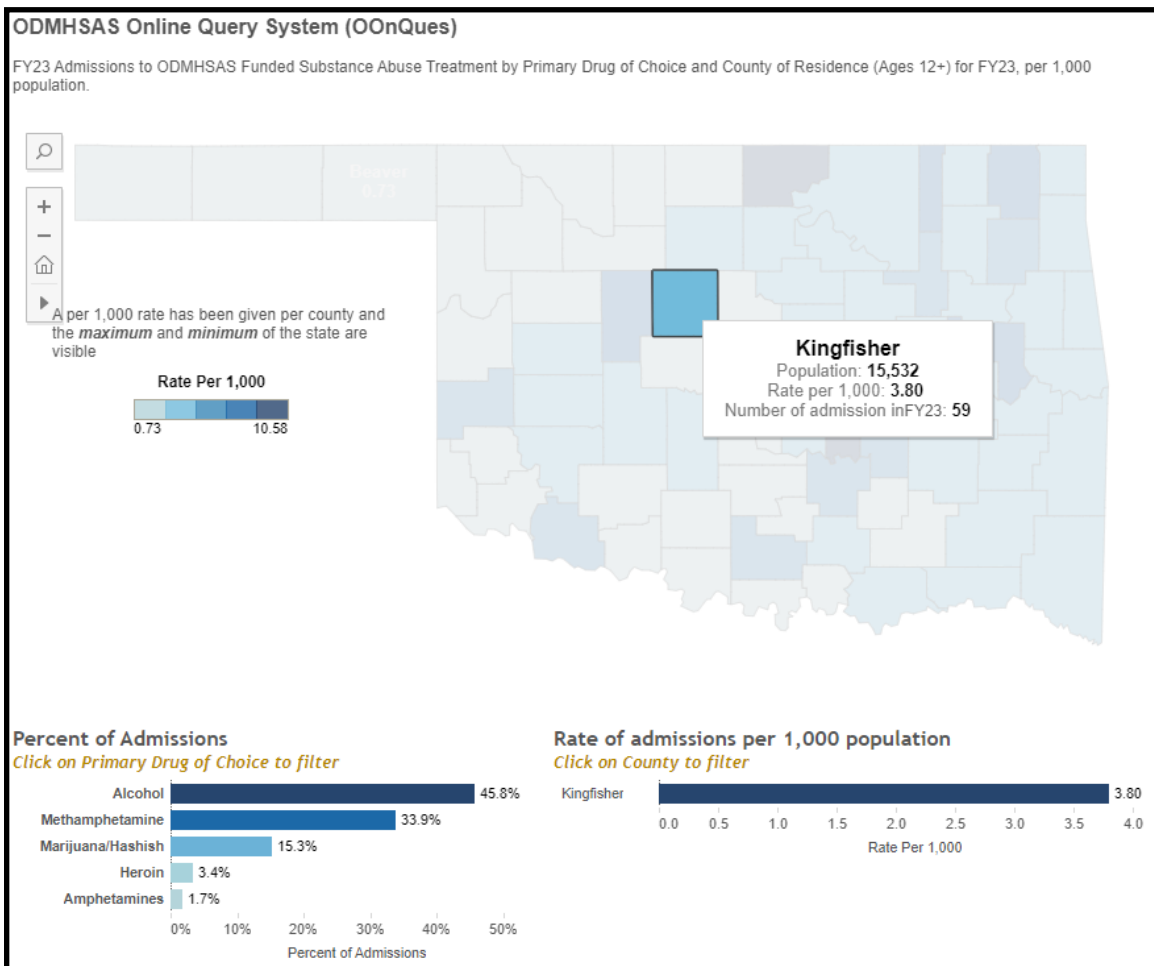 ODMHSAS Online Query System (OOnQues)
FY23 Admissions to ODMHSAS Funded Substance Abuse Treatment by Primary Drug of Choice and County of Residence (Ages 12+) for FY23, per 1,000
population.
Beaver
0.73
A per 1,000 rate has been given per county and
the maximum and minimum of the state are
visible
Rate Per 1,000
0.73 10.58
Kingfisher
Population: 15,532
Rate per 1,000: 3.80
Number of admission inFY23: 59
Percent of Admissions
Click on Primary Drug of Choice to filter
Alcohol 45.8%
Methamphetamine 33.9%
Marijuana/Hashish 15.3%
Heroin 3.4%
Amphetamines 1.7%
0% 10% 20% 30% 40% 50%
Percent of Admissions
Rate of admissions per 1,000 population
Click on County to filter
Kingfisher 3.80
0.0 0.5 1.0 1.5 2.0 2.5 3.0 3.5 4.0
Rate Per 1,000